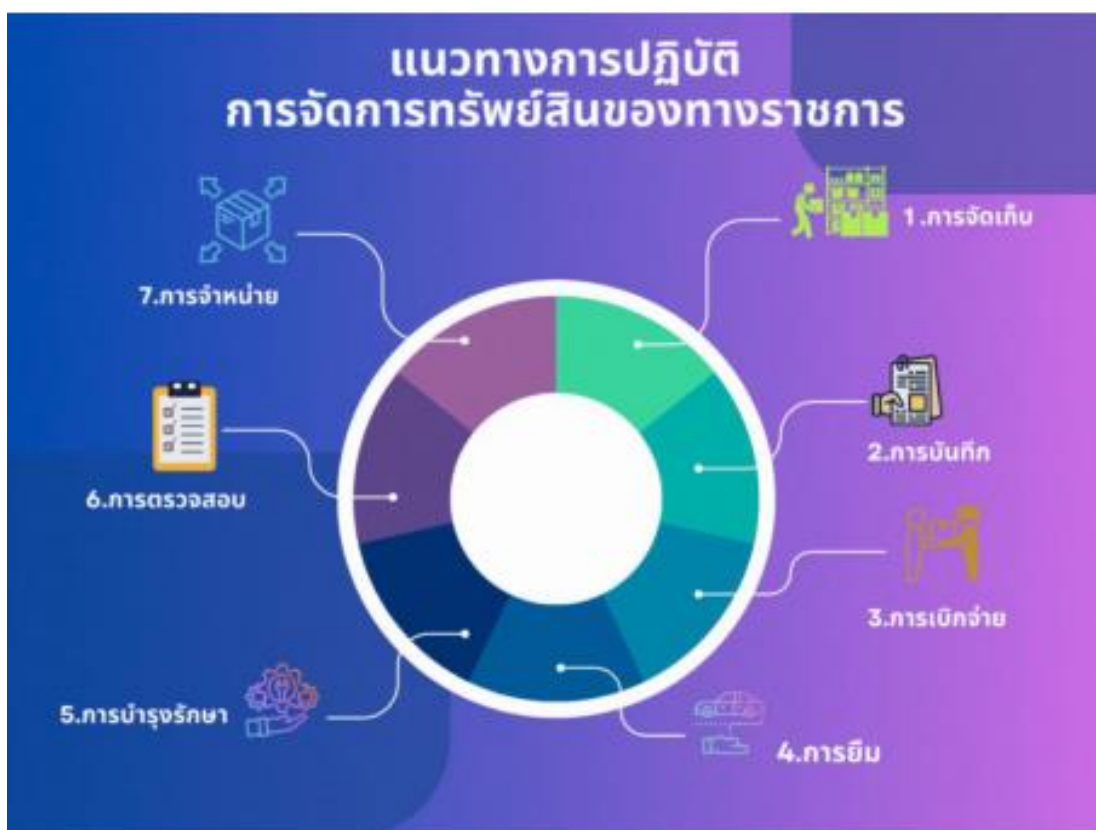 แนวทางการปฏิบัติ
การจัดการทรัพย์สินของทางราชการ
1.การจัดเก็บ
2.การบันทึก
3.การเบิกจ่าย
4.การยืม
5.การบำรุงรักษา
6.การตรวจสอบ
7.การจำหน่าย